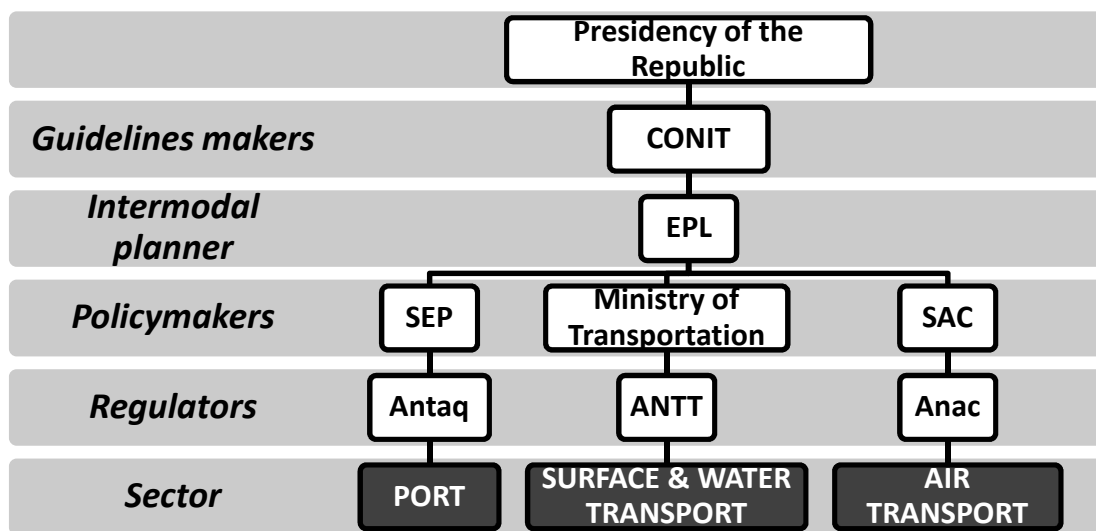 Presidency of the
Republic
Guidelines makers
CONIT
Intermodal
planner
EPL
Policymakers
SEP
Ministry of
Transportation
SAC
Regulators
Antaq
ANTT
Anac
Sector
PORT
SURFACE & WATER
TRANSPORT
AIR
TRANSPORT